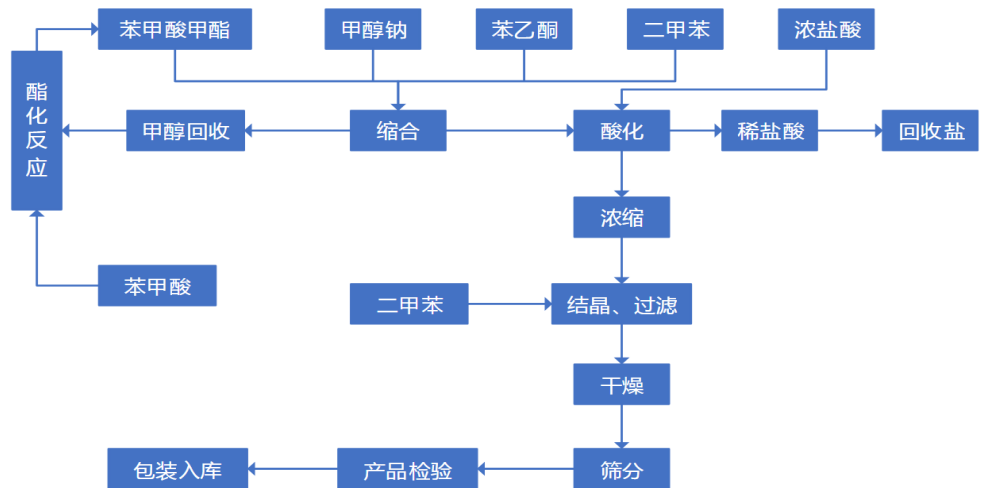 苯甲酸甲酯
甲醇钠
苯乙酮
二甲苯
浓盐酸
酯化反应
甲醇回收
缩合
酸化
稀盐酸
回收盐
浓缩
苯甲酸
二甲苯
结晶、过滤
干燥
包装入库
产品检验
筛分